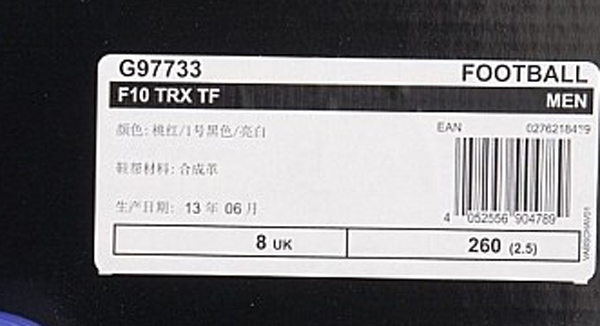 G97733 FOOTBALL
F10 TRX TF MEN
颜色: 桃红/1号黑色/亮白
EAN 0276218419
鞋帮材料: 合成革
生产日期: 13 年 06 月
4 052556 904789
8 UK 260 (2.5)